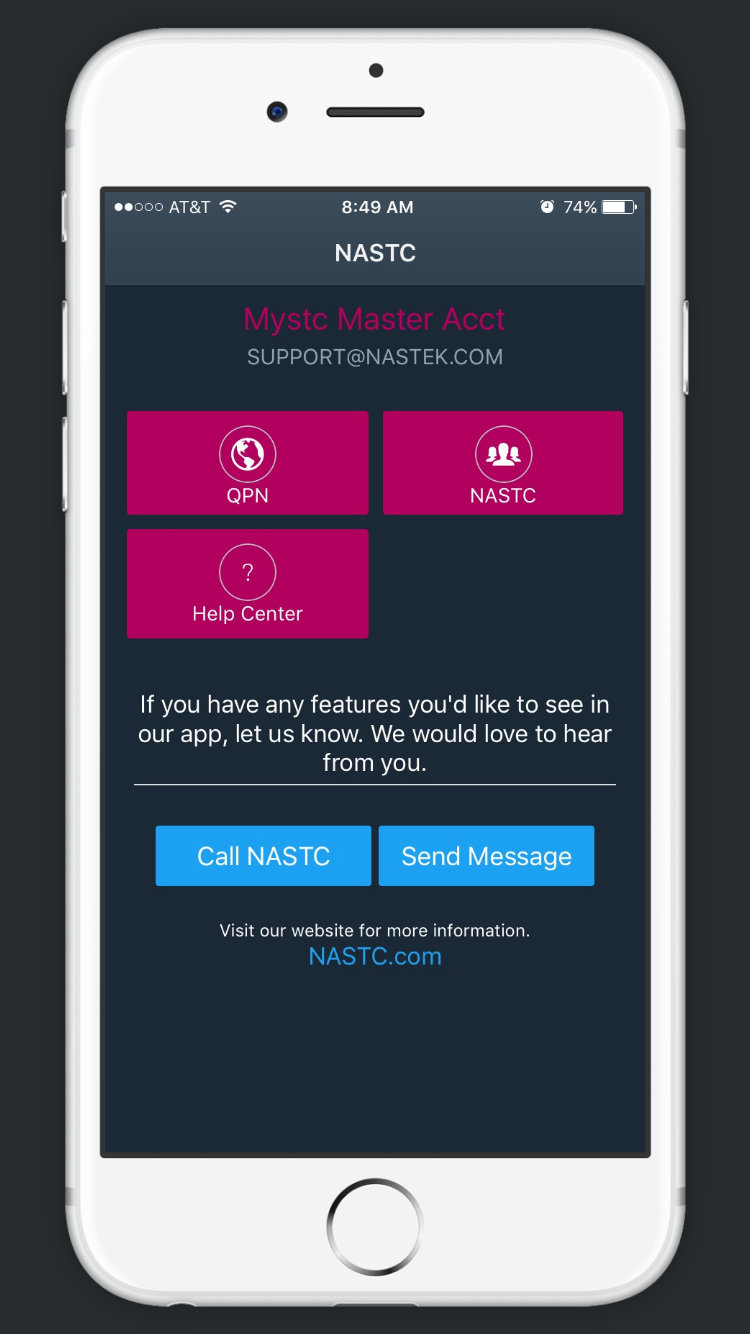 AT&T 8:49 AM 74%
NASTC
Mystc Master Acct
SUPPORT@NASTEK.COM
QPN NASTC
?
Help Center
If you have any features you'd like to see in
our app, let us know. We would love to hear
from you.
Call NASTC Send Message
Visit our website for more information.
NASTC.com